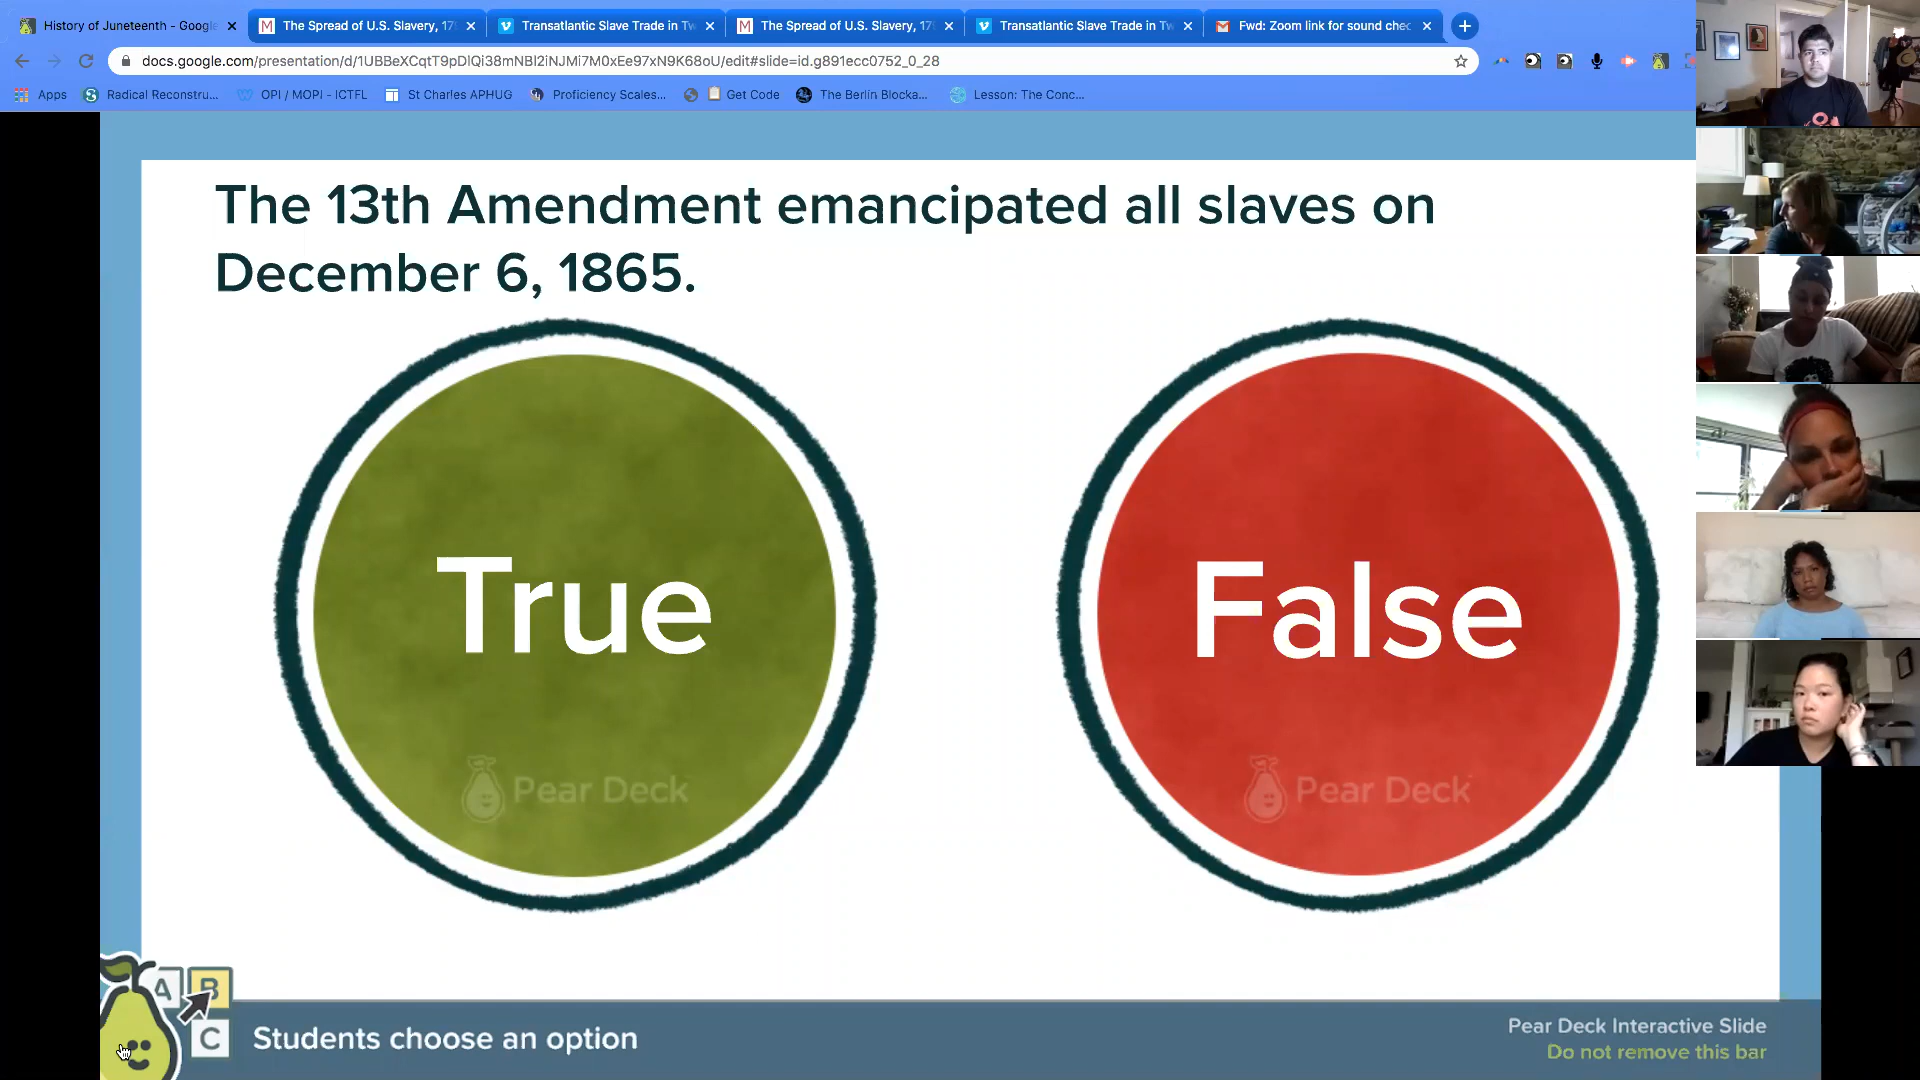 History of Juneteenth - Google
The Spread of U.S. Slavery, 179
Transatlantic Slave Trade in Tw
The Spread of U.S. Slavery, 17
Transatlantic Slave Trade in Tw
Fwd: Zoom link for sound chec
docs.google.com/presentation/d/1UBBeXCqtT9pDlQi38mNBl2iNJMi7M0xEe97xN9K68oU/edit#slide=id.g891ecc0752_0_28
Apps
Radical Reconstru...
OPI / MOPI - ICTFL
St Charles APHUG
Proficiency Scales...
Get Code
The Berlin Blocka...
Lesson: The Conc...
The 13th Amendment emancipated all slaves on
December 6, 1865.
True
False
Pear Deck
Pear Deck
A B
C
Students choose an option
Pear Deck Interactive Slide
Do not remove this bar